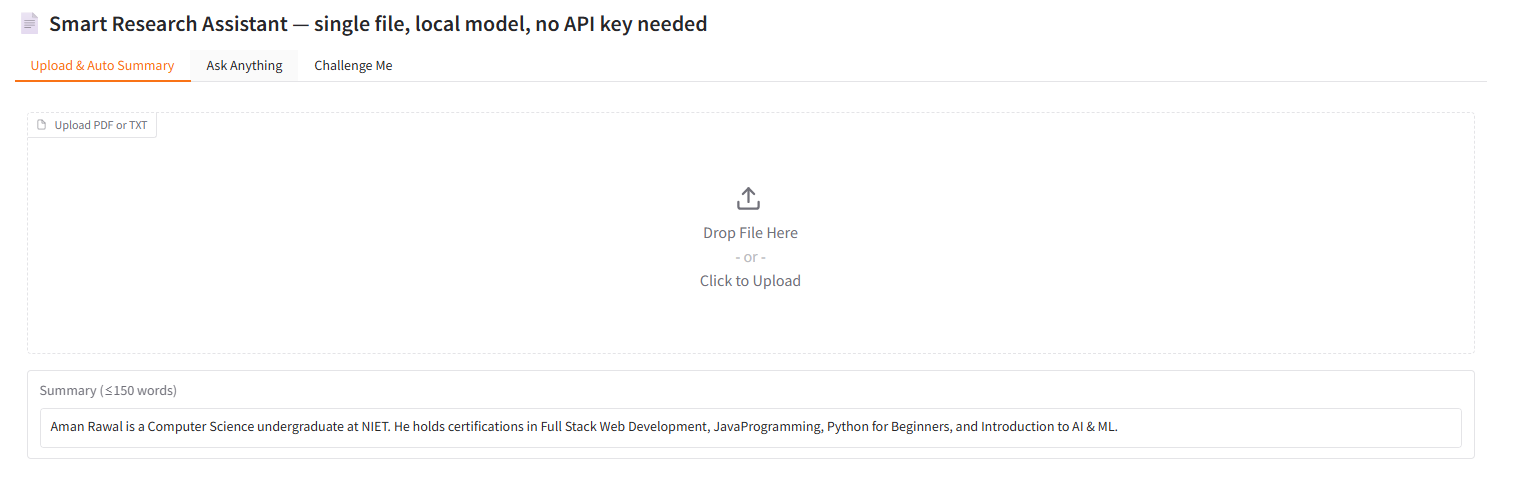 Smart Research Assistant — single file, local model, no API key needed
Upload & Auto Summary
Ask Anything
Challenge Me
Upload PDF or TXT
Drop File Here
- or -
Click to Upload
Summary (≤150 words)
Aman Rawal is a Computer Science undergraduate at NIET. He holds certifications in Full Stack Web Development, JavaProgramming, Python for Beginners, and Introduction to AI & ML.